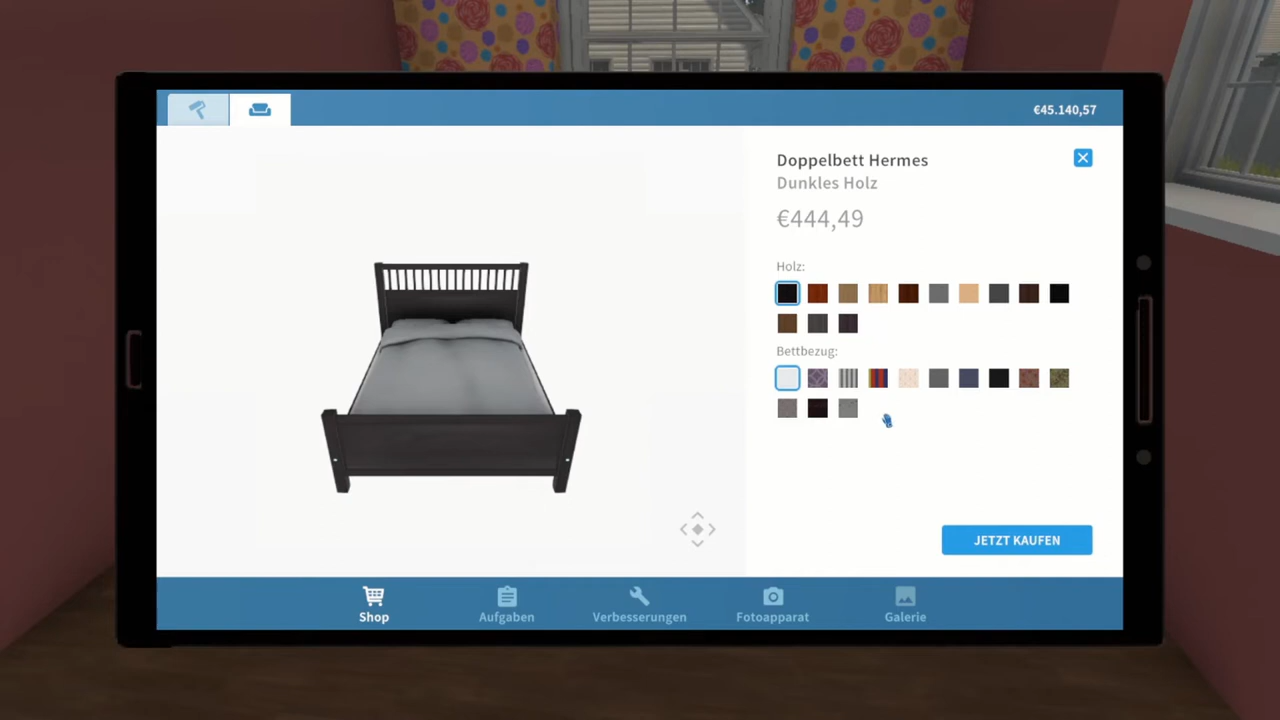 €45.140,57
Doppelbett Hermes
Dunkles Holz
€444,49
Holz:
Bettbezug:
JETZT KAUFEN
Shop
Aufgaben
Verbesserungen
Fotoapparat
Galerie